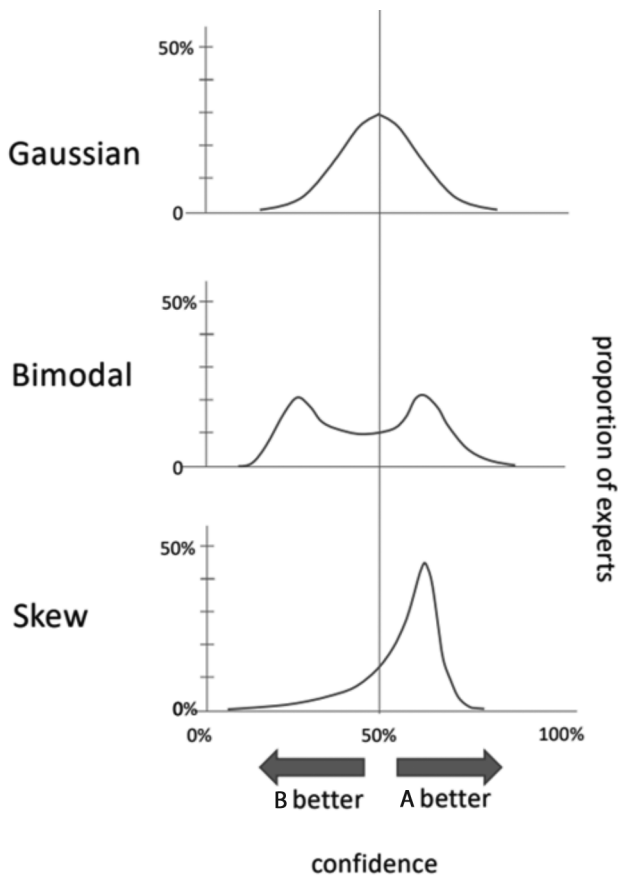 50%
Gaussian
0
50%
Bimodal
0
proportion of experts
50%
Skew
0%
0% 50% 100%
B better A better
confidence